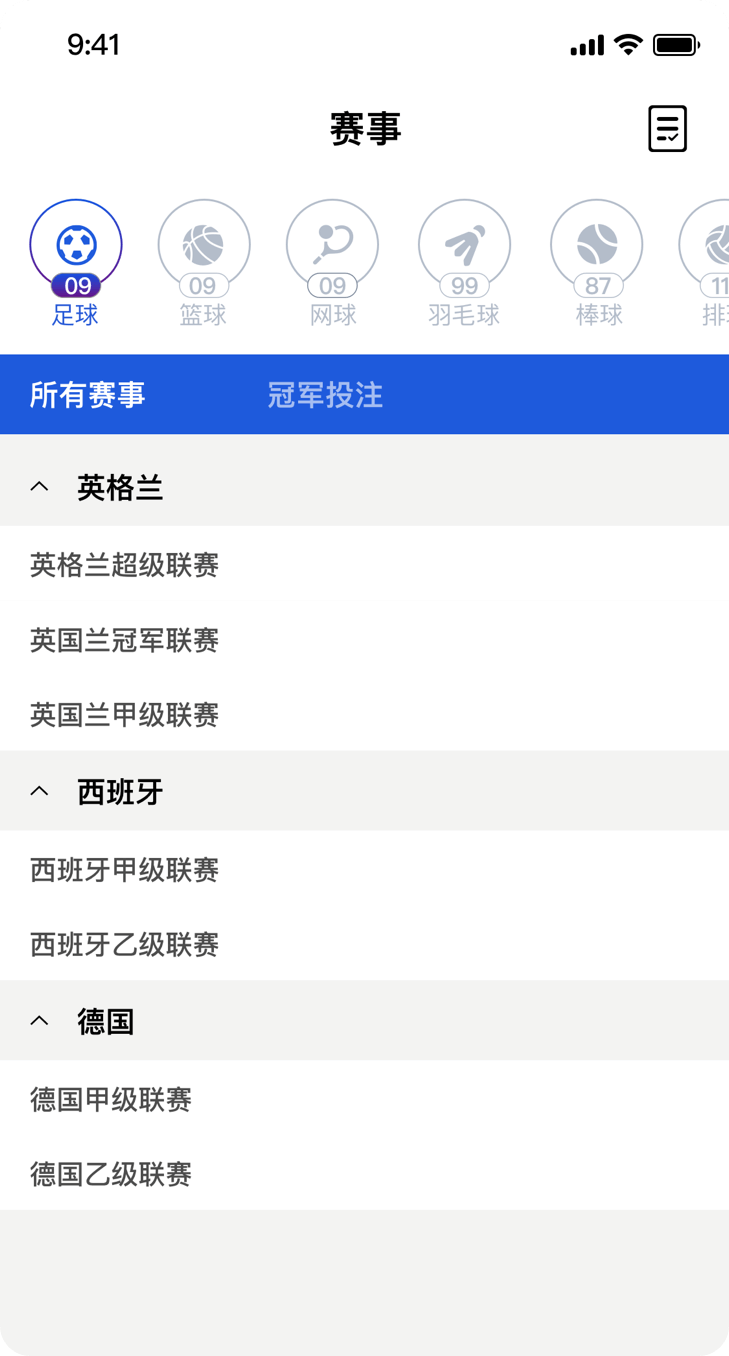 9:41
赛事
09 09 09 99 87 11
足球 篮球 网球 羽毛球 棒球 排
所有赛事 冠军投注
英格兰
英格兰超级联赛
英国兰冠军联赛
英国兰甲级联赛
西班牙
西班牙甲级联赛
西班牙乙级联赛
德国
德国甲级联赛
德国乙级联赛